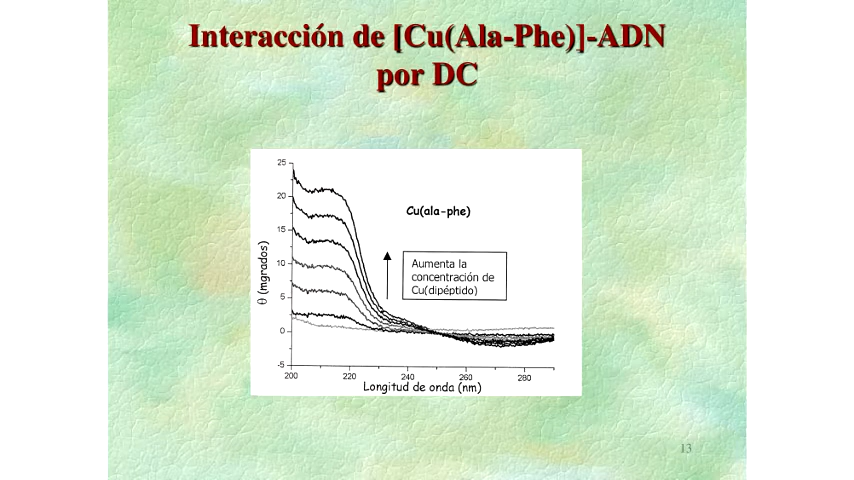 Interacción de [Cu(Ala-Phe)]-ADN
por DC
25
20
15
10
5
0
-5
θ (mgrados)
Cu(ala-phe)
Aumenta la
concentración de
Cu(dipéptido)
200 220 240 260 280
Longitud de onda (nm)
13